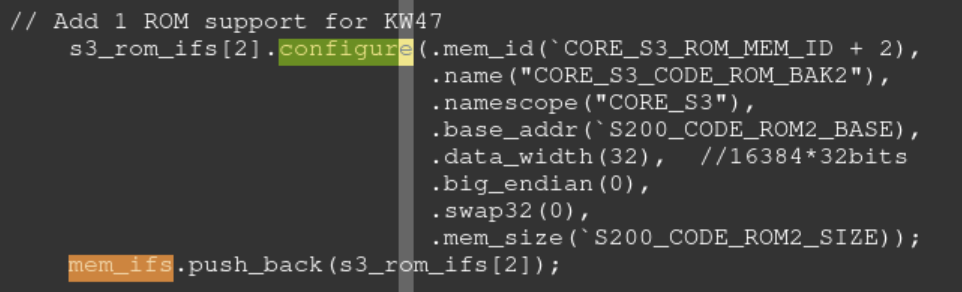 // Add 1 ROM support for KW47
s3_rom_ifs[2].configure(.mem_id(`CORE_S3_ROM_MEM_ID + 2),
.name("CORE_S3_CODE_ROM_BAK2"),
.namescope("CORE_S3"),
.base_addr(`S200_CODE_ROM2_BASE),
.data_width(32),  //16384*32bits
.big_endian(0),
.swap32(0),
.mem_size(`S200_CODE_ROM2_SIZE));
mem_ifs.push_back(s3_rom_ifs[2]);